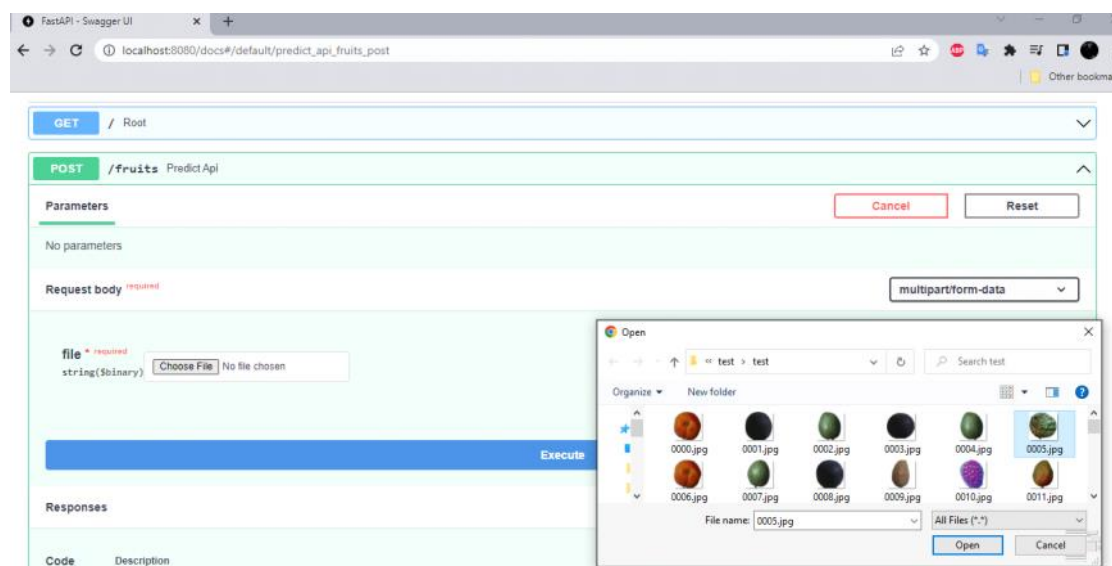 FastAPI - Swagger UI
localhost:8080/docs#/default/predict_api_fruits_post
ABP
Other bookma
GET / Root
POST /fruits Predict Api
Parameters
Cancel
Reset
No parameters
Request body required
multipart/form-data
file * required
string($binary)
Choose File No file chosen
Execute
Responses
Code Description
Open
« test > test
Search test
Organize
New folder
0000.jpg 0001.jpg 0002.jpg 0003.jpg 0004.jpg 0005.jpg
0006.jpg 0007.jpg 0008.jpg 0009.jpg 0010.jpg 0011.jpg
File name: 0005.jpg
All Files (*.*)
Open Cancel